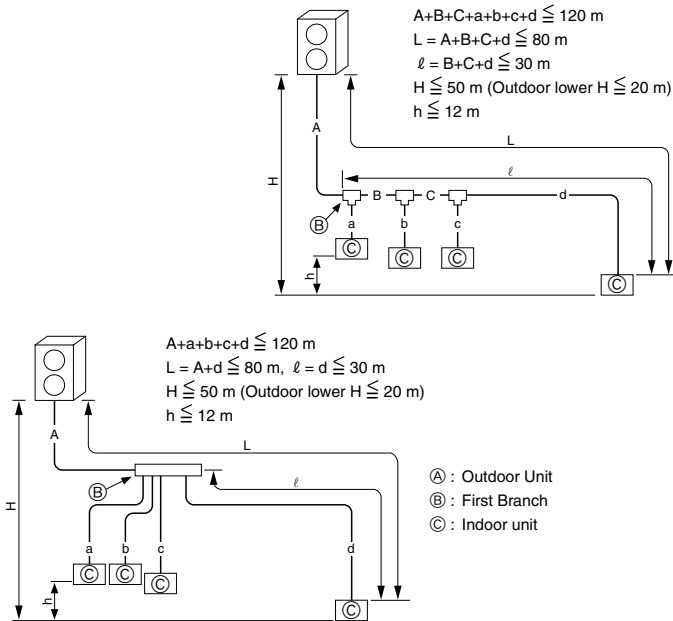 A+B+C+a+b+c+d ≦ 120 m
L = A+B+C+d ≦ 80 m
ℓ = B+C+d ≦ 30 m
H ≦ 50 m (Outdoor lower H ≦ 20 m)
h ≦ 12 m
A
L
H
ℓ
B
C
d
Ⓑ
a
b
c
Ⓒ
Ⓒ
Ⓒ
h
Ⓒ
A+a+b+c+d ≦ 120 m
L = A+d ≦ 80 m, ℓ = d ≦ 30 m
H ≦ 50 m (Outdoor lower H ≦ 20 m)
h ≦ 12 m
A
L
H
Ⓑ
ℓ
a
b
c
d
Ⓒ
Ⓒ
Ⓒ
h
Ⓒ
Ⓐ : Outdoor Unit
Ⓑ : First Branch
Ⓒ : Indoor unit